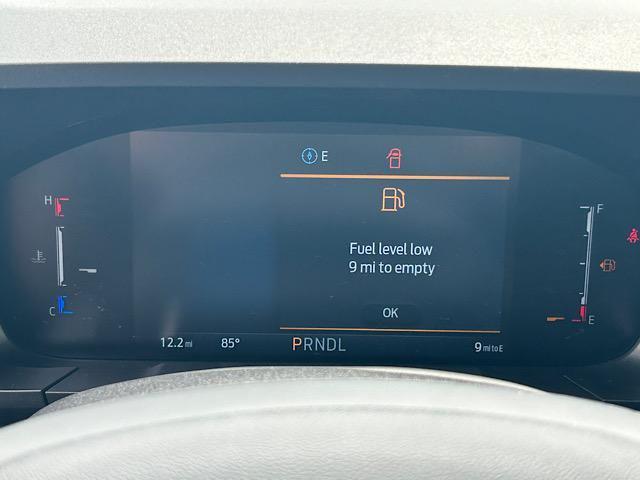 E
H
F
Fuel level low
9 mi to empty
C
E
OK
12.2 mi
85°
PRNDL
9 mi to E